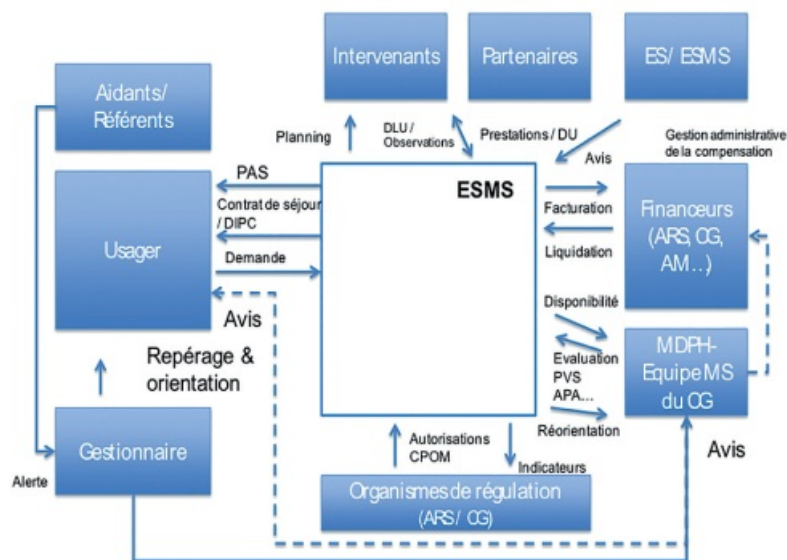 Intervenants
Partenaires
ES/ ESMS
Aidants/
Référents
Planning
DLU /
Observations
Prestations / DU
Avis
Gestion administrative
de la compensation
PAS
Contrat de séjour
/ DIPC
Demande
Usager
ESMS
Facturation
Liquidation
Financeurs
(ARS, CG,
AM…)
Disponibilité
Avis
Repérage &
orientation
Evaluation
PVS
APA...
MDPH-
Equipe MS
du CG
Réorientation
Avis
Gestionnaire
Alerte
Autorisations
CPOM
Indicateurs
Organismes de régulation
(ARS / CG)